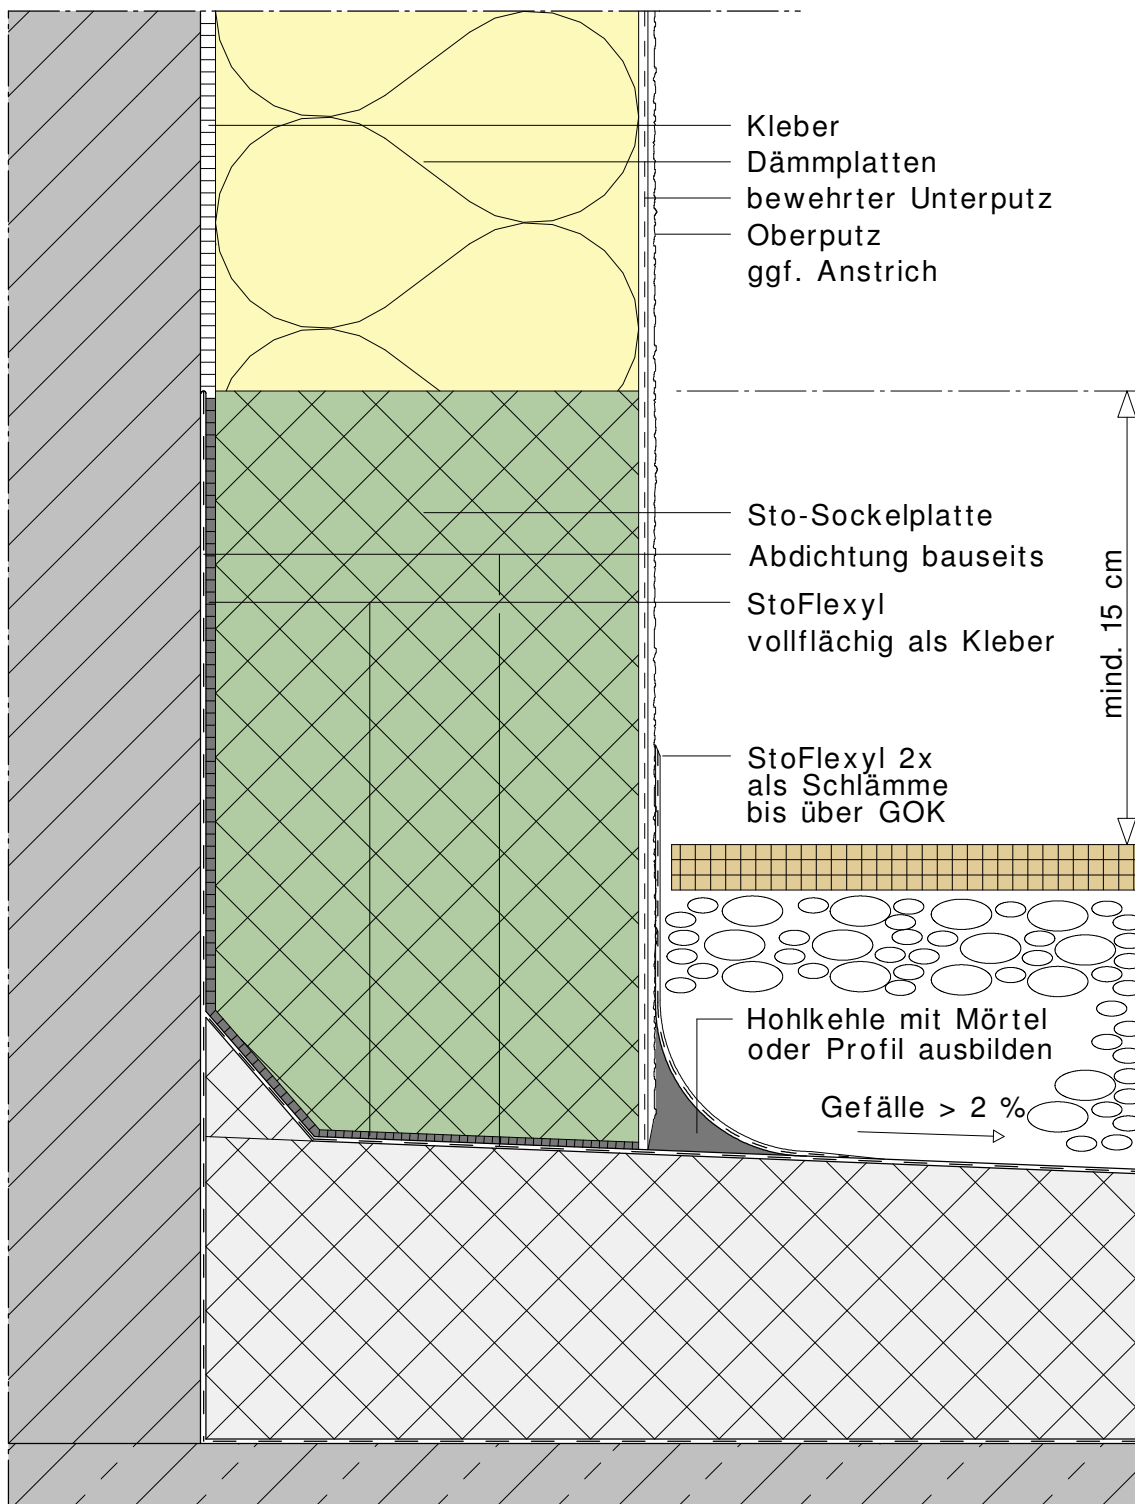 Kleber
Dämmplatten
bewehrter Unterputz
Oberputz
ggf. Anstrich
Sto-Sockelplatte
Abdichtung bauseits
StoFlexyl
vollflächig als Kleber
mind. 15 cm
StoFlexyl 2x
als Schlämme
bis über GOK
Hohlkehle mit Mörtel
oder Profil ausbilden
Gefälle > 2 %